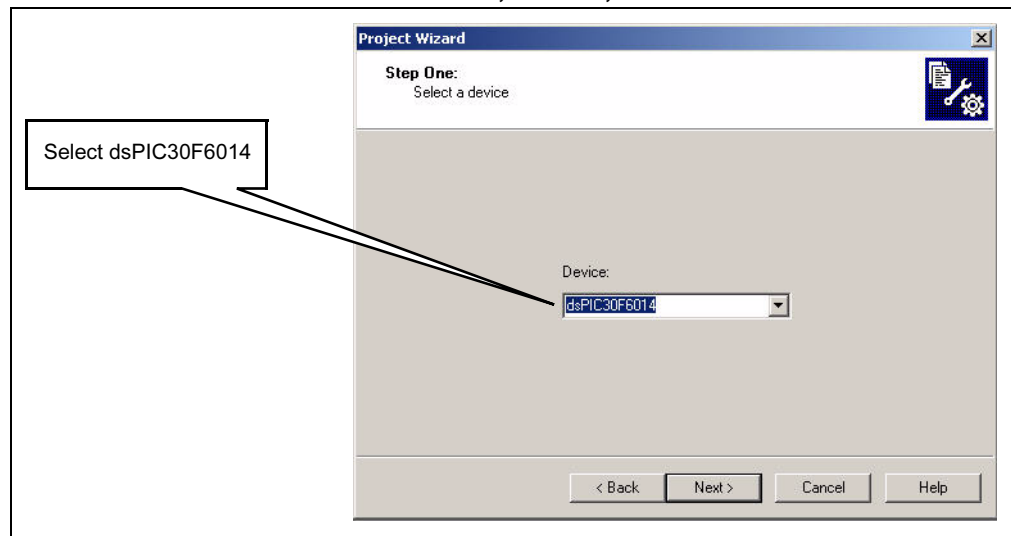 Project Wizard
Step One:
Select a device
Select dsPIC30F6014
Device:
dsPIC30F6014
< Back Next > Cancel Help